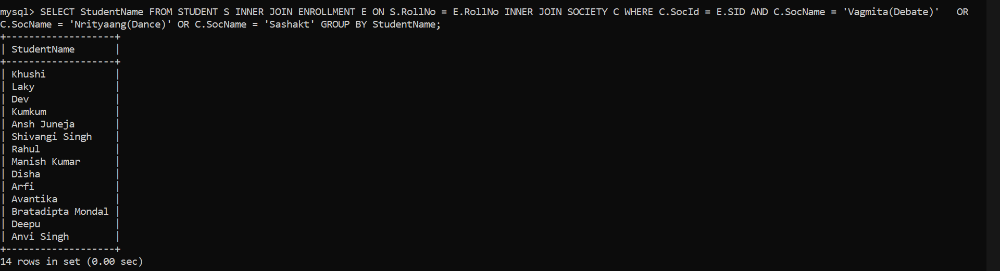 mysql> SELECT StudentName FROM STUDENT S INNER JOIN ENROLLMENT E ON S.RollNo = E.RollNo INNER JOIN SOCIETY C WHERE C.SocId = E.SID AND C.SocName = 'Vagmita(Debate)'   OR
C.SocName = 'Nrityaang(Dance)' OR C.SocName = 'Sashakt' GROUP BY StudentName;
+-------------------+
| StudentName       |
+-------------------+
| Khushi            |
| Laky              |
| Dev               |
| Kumkum            |
| Ansh Juneja       |
| Shivangi Singh    |
| Rahul             |
| Manish Kumar      |
| Disha             |
| Arfi              |
| Avantika          |
| Bratadipta Mondal |
| Deepu             |
| Anvi Singh        |
+-------------------+
14 rows in set (0.00 sec)